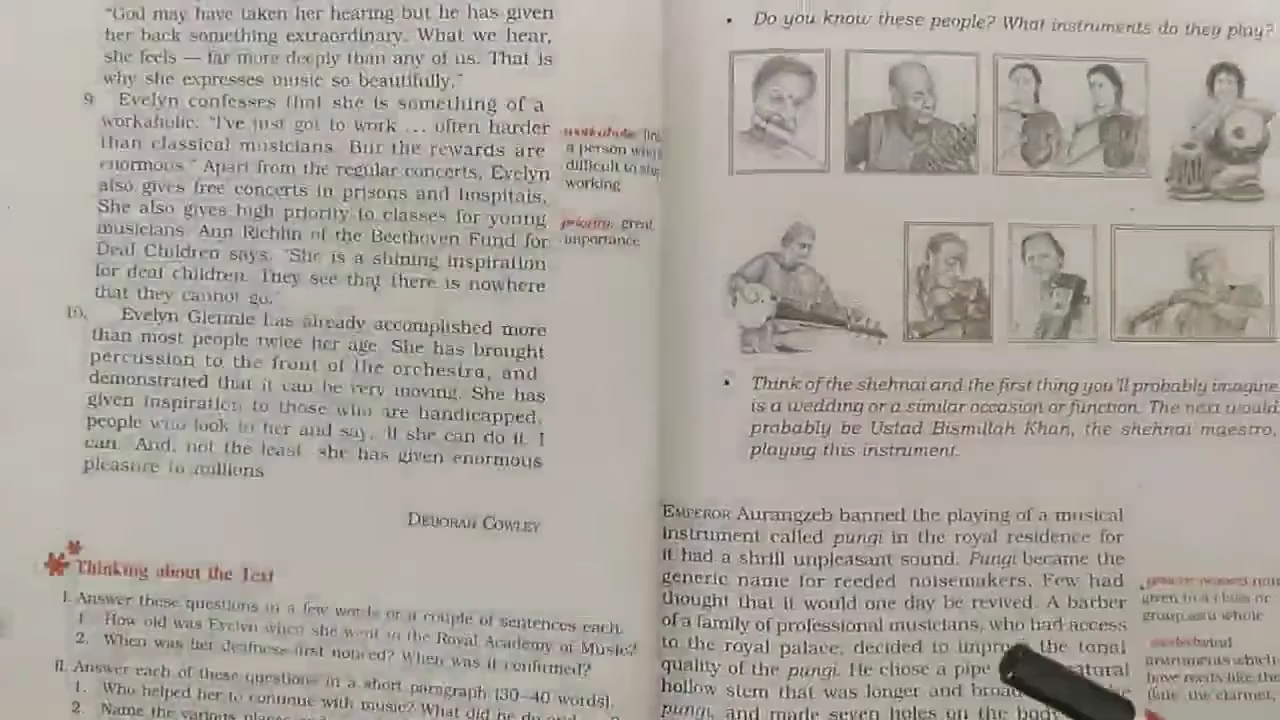 "God may have taken her hearing but he has given
her back something extraordinary. What we hear,
she feels — far more deeply than any of us. That is
why she expresses music so beautifully."
9 Evelyn confesses that she is something of a
workaholic. "I've just got to work ... often harder
than classical musicians. But the rewards are
enormous." Apart from the regular concerts, Evelyn
also gives free concerts in prisons and hospitals.
She also gives high priority to classes for young
musicians. Ann Richlin of the Beethoven Fund for
Deaf Children says, "She is a shining inspiration
for deaf children. They see that there is nowhere
that they cannot go."
10. Evelyn Glennie has already accomplished more
than most people twice her age. She has brought
percussion to the front of the orchestra, and
demonstrated that it can be very moving. She has
given inspiration to those who are handicapped,
people who look to her and say, 'If she can do it, I
can.' And, not the least, she has given enormous
pleasure to millions
DEBORAH COWLEY
workaholic
a person who
difficult to
working
priority: great
importance
Thinking about the Text
I. Answer these questions in a few words or a couple of sentences each.
1. How old was Evelyn when she went to the Royal Academy of Music?
2. When was her deafness first noticed? When was it confirmed?
II. Answer each of these questions in a short paragraph (30–40 words).
1. Who helped her to continue with music? What did he do and
2. Name the various places and
• Do you know these people? What instruments do they play?
• Think of the shehnai and the first thing you'll probably imagine
is a wedding or a similar occasion or function. The next would
probably be Ustad Bismillah Khan, the shehnai maestro,
playing this instrument.
EMPEROR Aurangzeb banned the playing of a musical
instrument called pungi in the royal residence for
it had a shrill unpleasant sound. Pungi became the
generic name for reeded noisemakers. Few had
thought that it would one day be revived. A barber
of a family of professional musicians, who had access
to the royal palace, decided to improve the tonal
quality of the pungi. He chose a pipe natural
hollow stem that was longer and broad the
pungi, and made seven holes on the body
given to a class or
group as a whole
wind
instruments which
have reeds like the
flute, the clarinet,